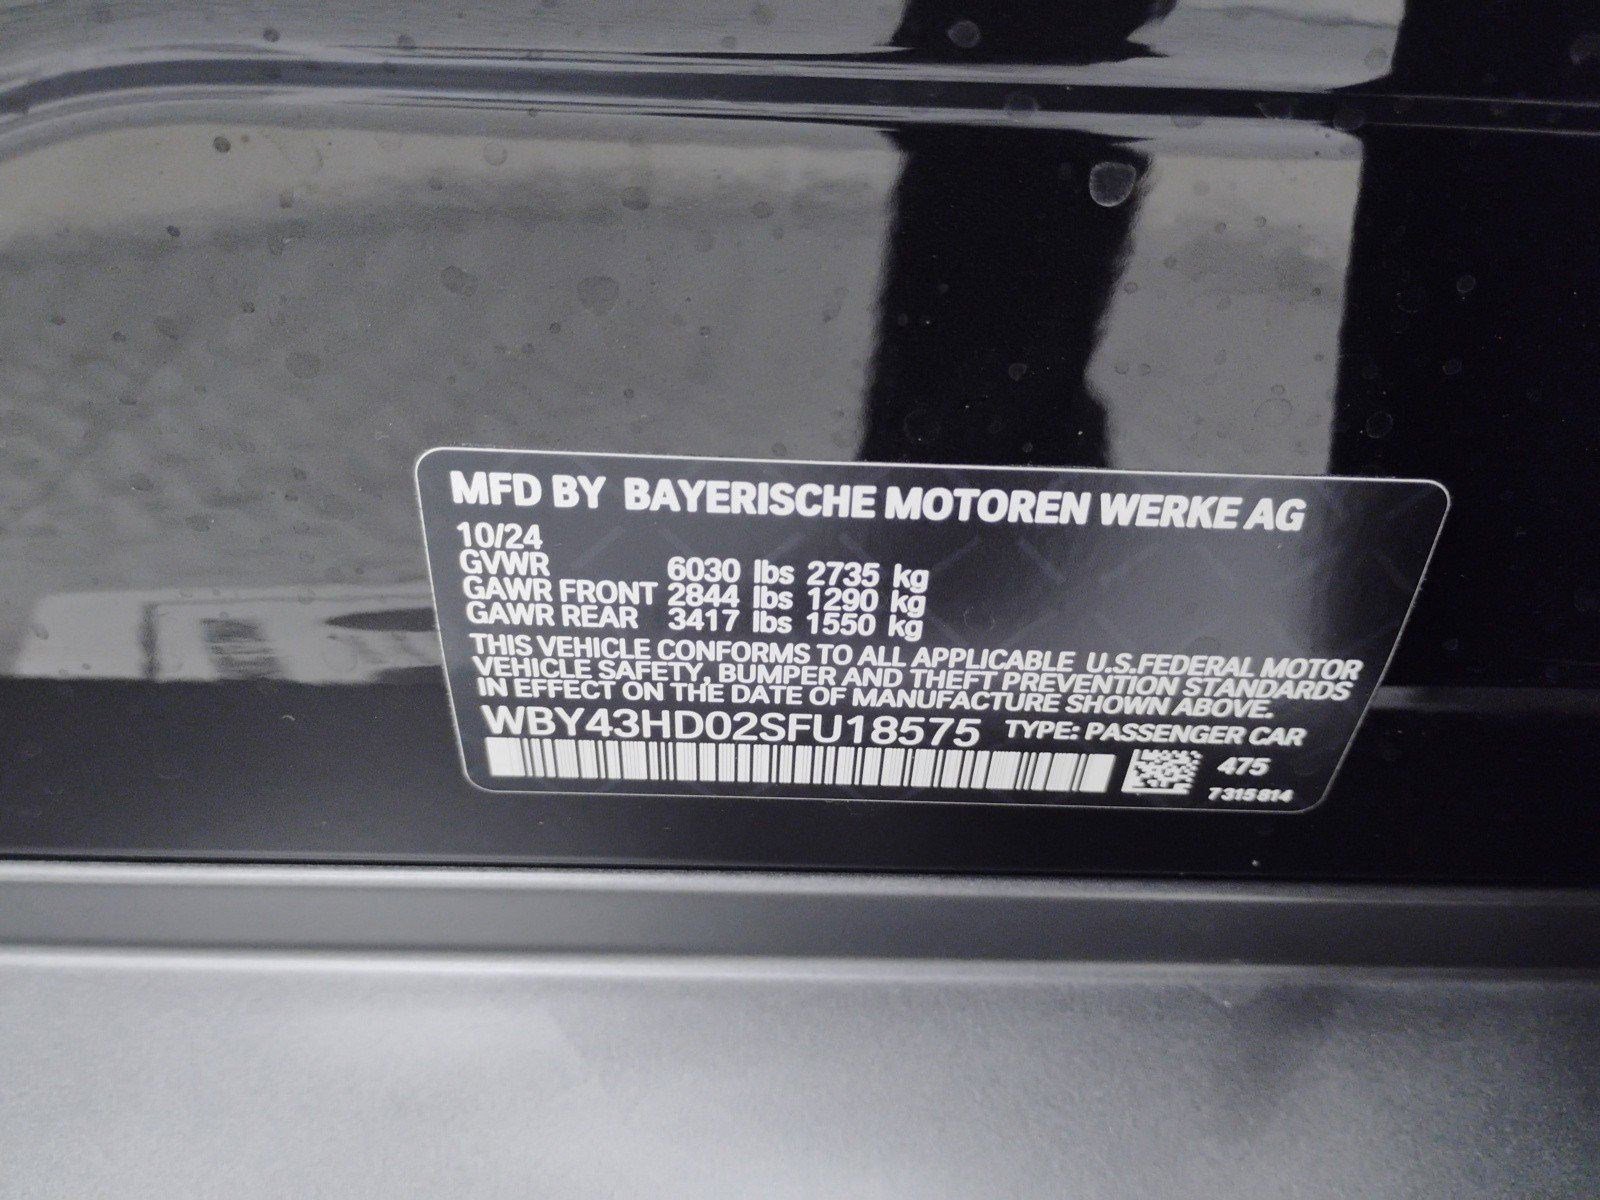 MFD BY BAYERISCHE MOTOREN WERKE AG
10/24
GVWR 6030 lbs 2735 kg
GAWR FRONT 2844 lbs 1290 kg
GAWR REAR 3417 lbs 1550 kg
THIS VEHICLE CONFORMS TO ALL APPLICABLE U.S.FEDERAL MOTOR
VEHICLE SAFETY, BUMPER AND THEFT PREVENTION STANDARDS
IN EFFECT ON THE DATE OF MANUFACTURE SHOWN ABOVE.
WBY43HD02SFU18575 TYPE: PASSENGER CAR
475
7315814